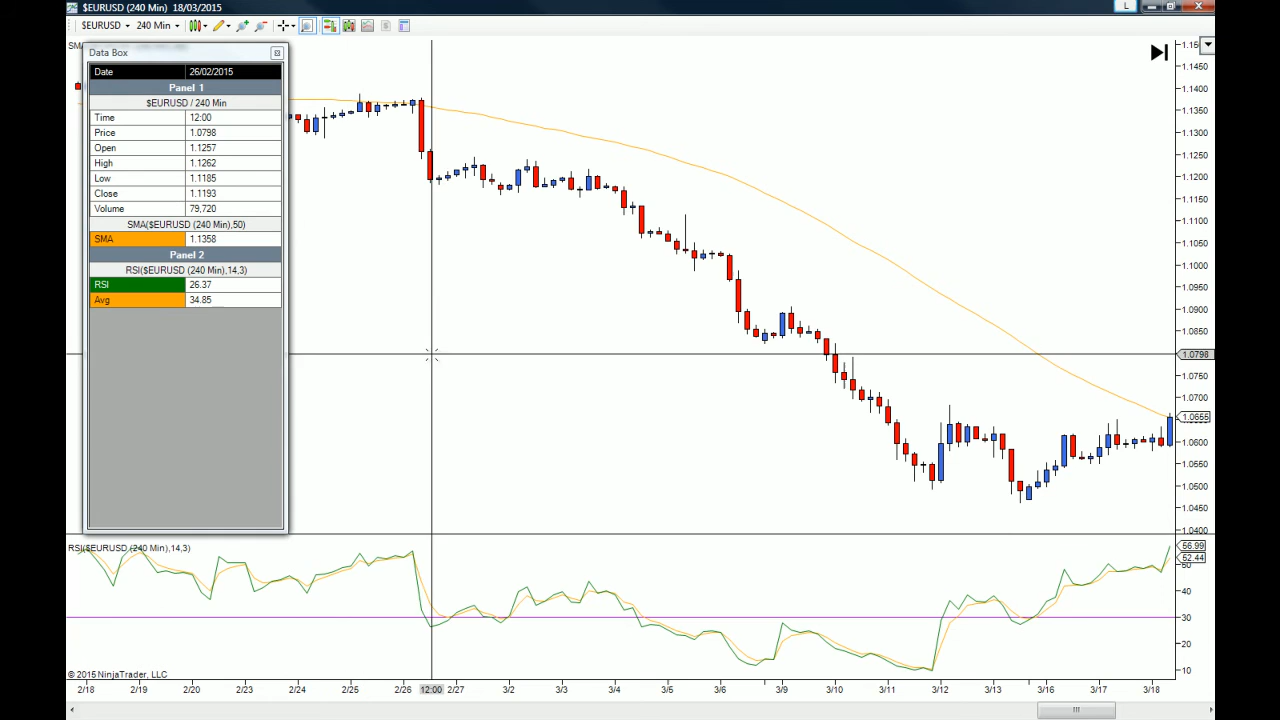 $EURUSD (240 Min) 18/03/2015
L
$EURUSD 240 Min
Data Box
Date 26/02/2015
Panel 1
$EURUSD / 240 Min
Time 12:00
Price 1.0798
Open 1.1257
High 1.1262
Low 1.1185
Close 1.1193
Volume 79,720
SMA($EURUSD (240 Min),50)
SMA 1.1358
Panel 2
RSI($EURUSD (240 Min),14,3)
RSI 26.37
Avg 34.85
1.1450
1.1400
1.1350
1.1300
1.1250
1.1200
1.1150
1.1100
1.1050
1.1000
1.0950
1.0900
1.0850
1.0798
1.0750
1.0700
1.0655
1.0600
1.0550
1.0500
1.0450
1.0400
RSI($EURUSD (240 Min),14,3)
56.99
52.44
50
40
30
20
10
© 2015 NinjaTrader, LLC
2/18 2/19 2/20 2/23 2/24 2/25 2/26 12:00 2/27 3/2 3/3 3/4 3/5 3/6 3/9 3/10 3/11 3/12 3/13 3/16 3/17 3/18